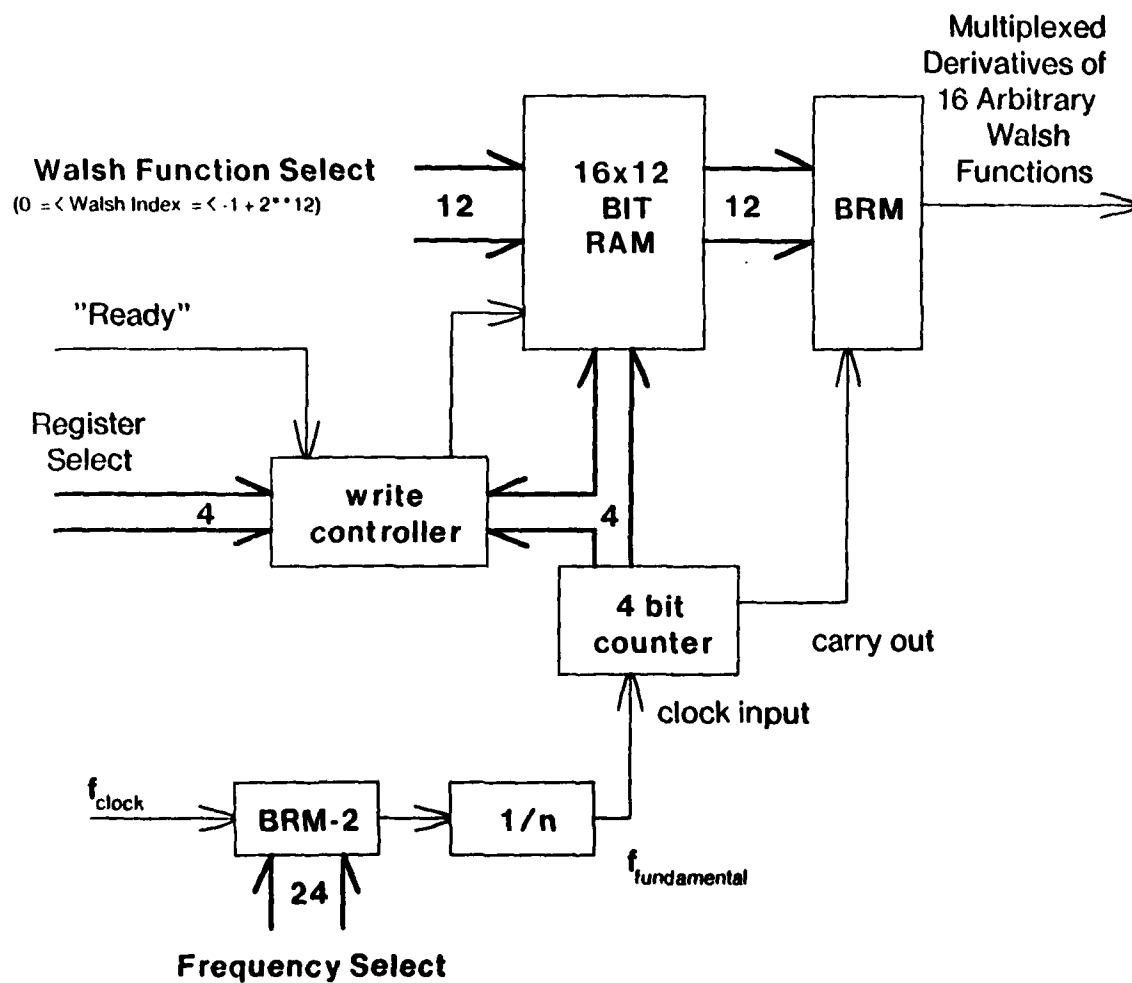 Multiplexed
Derivatives of
16 Arbitrary
Walsh
Functions
Walsh Function Select
(0 =< Walsh Index =< -1 + 2**12)
12
16x12
BIT
RAM
12
BRM
"Ready"
Register
Select
4
write
controller
4
4 bit
counter
carry out
clock input
fclock
BRM-2
1/n
ffundamental
24
Frequency Select